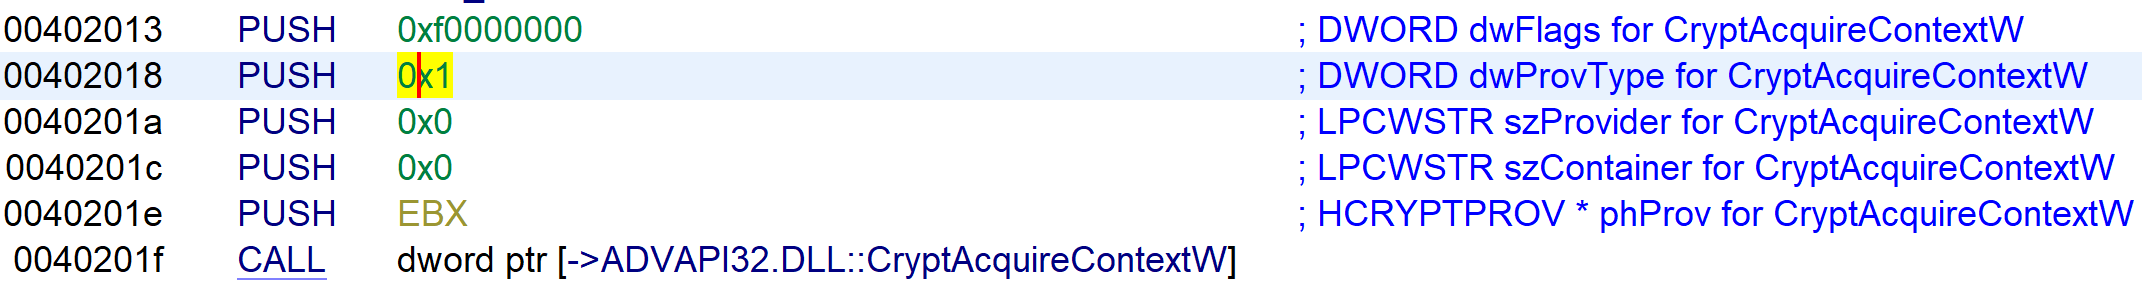 00402013 PUSH 0xf0000000 ; DWORD dwFlags for CryptAcquireContextW
00402018 PUSH 0x1 ; DWORD dwProvType for CryptAcquireContextW
0040201a PUSH 0x0 ; LPCWSTR szProvider for CryptAcquireContextW
0040201c PUSH 0x0 ; LPCWSTR szContainer for CryptAcquireContextW
0040201e PUSH EBX ; HCRYPTPROV * phProv for CryptAcquireContextW
0040201f CALL dword ptr [->ADVAPI32.DLL::CryptAcquireContextW]